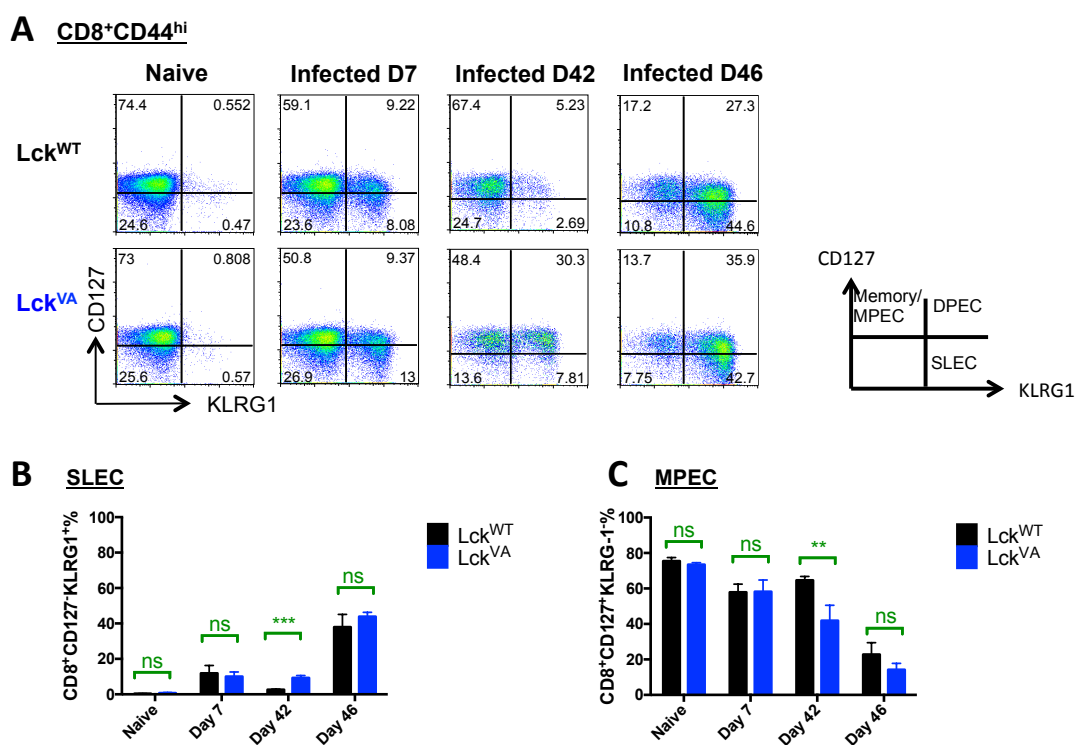 A CD8⁺CD44ʰⁱ
Naive Infected D7 Infected D42 Infected D46
Lckᵂᵀ
74.4 0.552 59.1 9.22 67.4 5.23 17.2 27.3
24.6 0.47 23.6 8.08 24.7 2.69 10.8 44.6
Lckⱽᴬ
73 0.808 50.8 9.37 48.4 30.3 13.7 35.9
25.6 0.57 26.9 13 13.6 7.81 7.75 42.7
CD127
KLRG1
CD127
Memory/ DPEC
MPEC
SLEC
KLRG1
B SLEC
CD8⁺CD127⁻KLRG1⁺%
100
80
60
40
20
0
ns ns *** ns
Naive Day 7 Day 42 Day 46
Lckᵂᵀ
Lckⱽᴬ
C MPEC
CD8⁺CD127⁺KLRG-1⁻%
100
80
60
40
20
0
ns ns ** ns
Naive Day 7 Day 42 Day 46
Lckᵂᵀ
Lckⱽᴬ